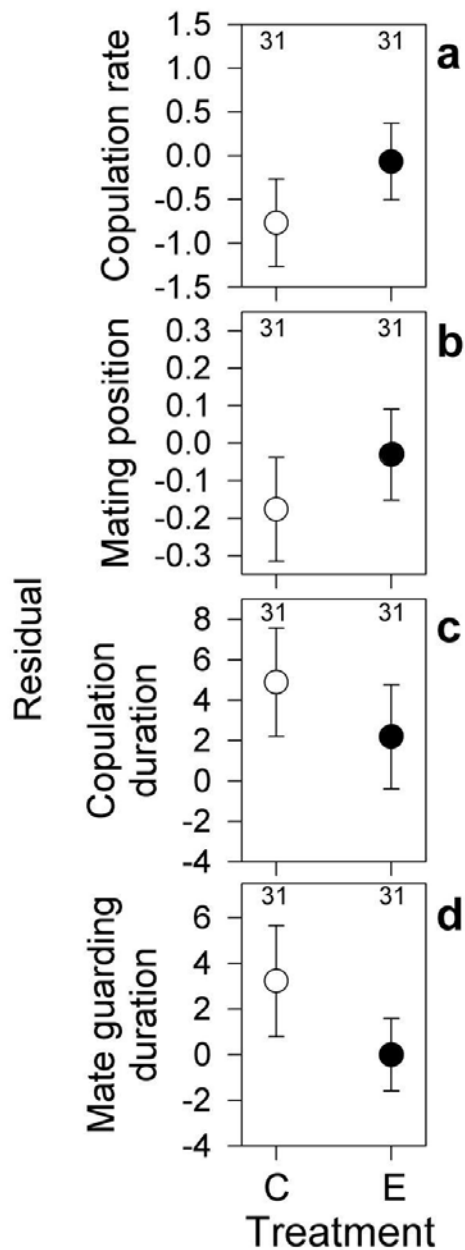 Residual
Copulation rate
1.5
1.0
0.5
0.0
-0.5
-1.0
-1.5
31 31
a
Mating position
0.3
0.2
0.1
0.0
-0.1
-0.2
-0.3
31 31
b
Copulation
duration
8
6
4
2
0
-2
-4
31 31
c
Mate guarding
duration
6
4
2
0
-2
-4
31 31
d
C E
Treatment